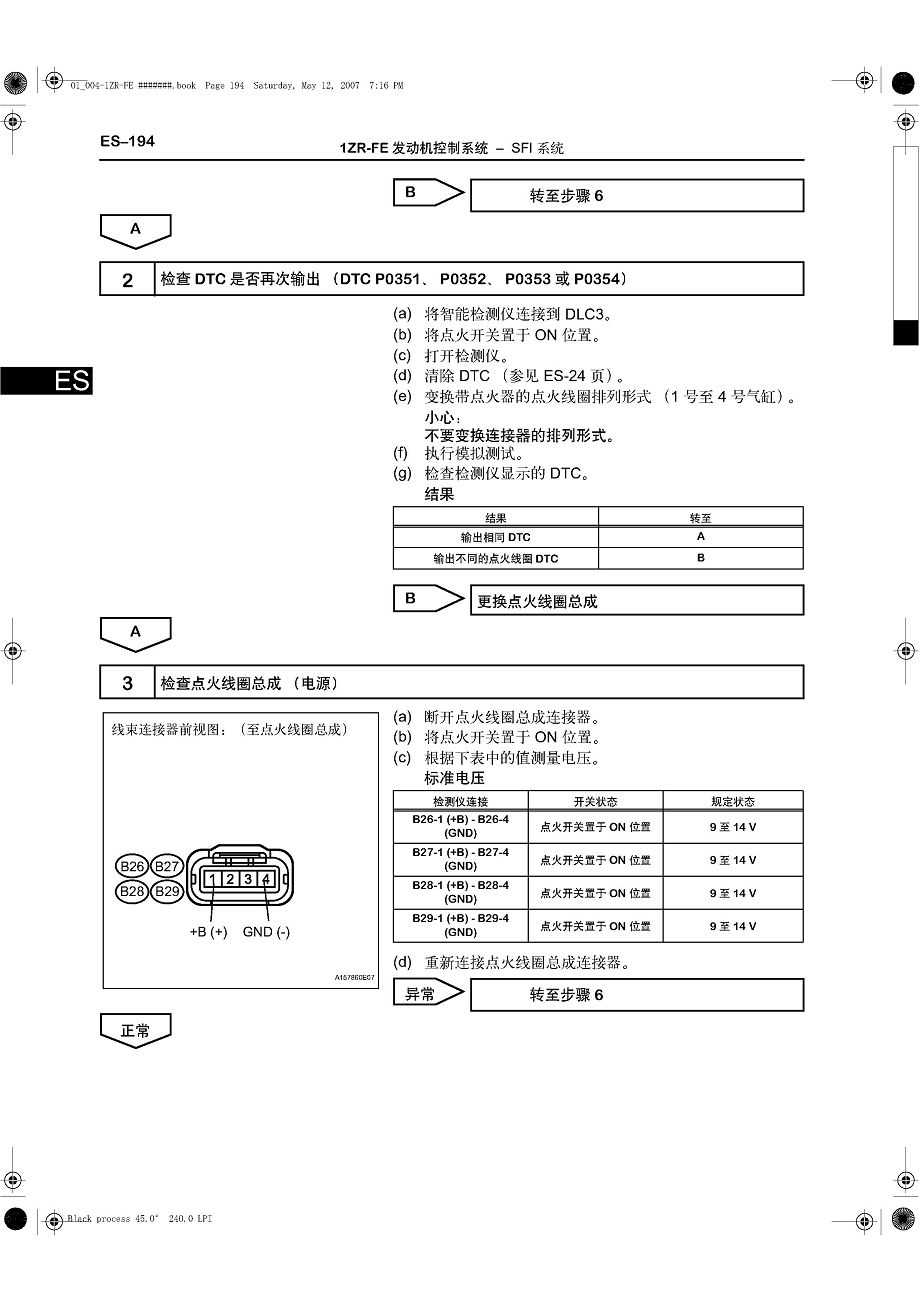 01_004-1ZR-FE #######.book  Page 194  Saturday, May 12, 2007  7:16 PM
ES–194
1ZR-FE 发动机控制系统 – SFI 系统
B 转至步骤 6
A
2 检查 DTC 是否再次输出 （DTC P0351、 P0352、 P0353 或 P0354）
(a) 将智能检测仪连接到 DLC3。
(b) 将点火开关置于 ON 位置。
(c) 打开检测仪。
ES
(d) 清除 DTC （参见 ES-24 页）。
(e) 变换带点火器的点火线圈排列形式 （1 号至 4 号气缸）。
小心：
不要变换连接器的排列形式。
(f) 执行模拟测试。
(g) 检查检测仪显示的 DTC。
结果
结果 转至
输出相同 DTC A
输出不同的点火线圈 DTC B
B 更换点火线圈总成
A
3 检查点火线圈总成 （电源）
线束连接器前视图：（至点火线圈总成）
B26 B27
B28 B29
1 2 3 4
+B (+) GND (-)
A157860E07
(a) 断开点火线圈总成连接器。
(b) 将点火开关置于 ON 位置。
(c) 根据下表中的值测量电压。
标准电压
检测仪连接 开关状态 规定状态
B26-1 (+B) - B26-4
(GND) 点火开关置于 ON 位置 9 至 14 V
B27-1 (+B) - B27-4
(GND) 点火开关置于 ON 位置 9 至 14 V
B28-1 (+B) - B28-4
(GND) 点火开关置于 ON 位置 9 至 14 V
B29-1 (+B) - B29-4
(GND) 点火开关置于 ON 位置 9 至 14 V
(d) 重新连接点火线圈总成连接器。
异常 转至步骤 6
正常
Black process 45.0° 240.0 LPI